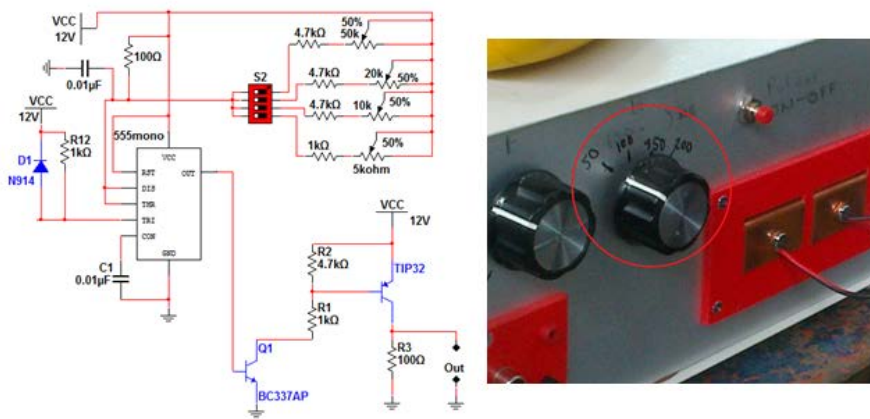 VCC
12V
100Ω
0.01µF
VCC
12V
R12
1kΩ
D1
N914
555mono
VCC
RST
OUT
DIS
THR
TRI
CON
GND
C1
0.01µF
S2
4.7kΩ
50%
50k
4.7kΩ
20k
50%
4.7kΩ
10k
50%
1kΩ
50%
5kohm
VCC
12V
R2
4.7kΩ
TIP32
R1
1kΩ
Q1
BC337AP
R3
100Ω
Out
50
100
150
200
ON-OFF